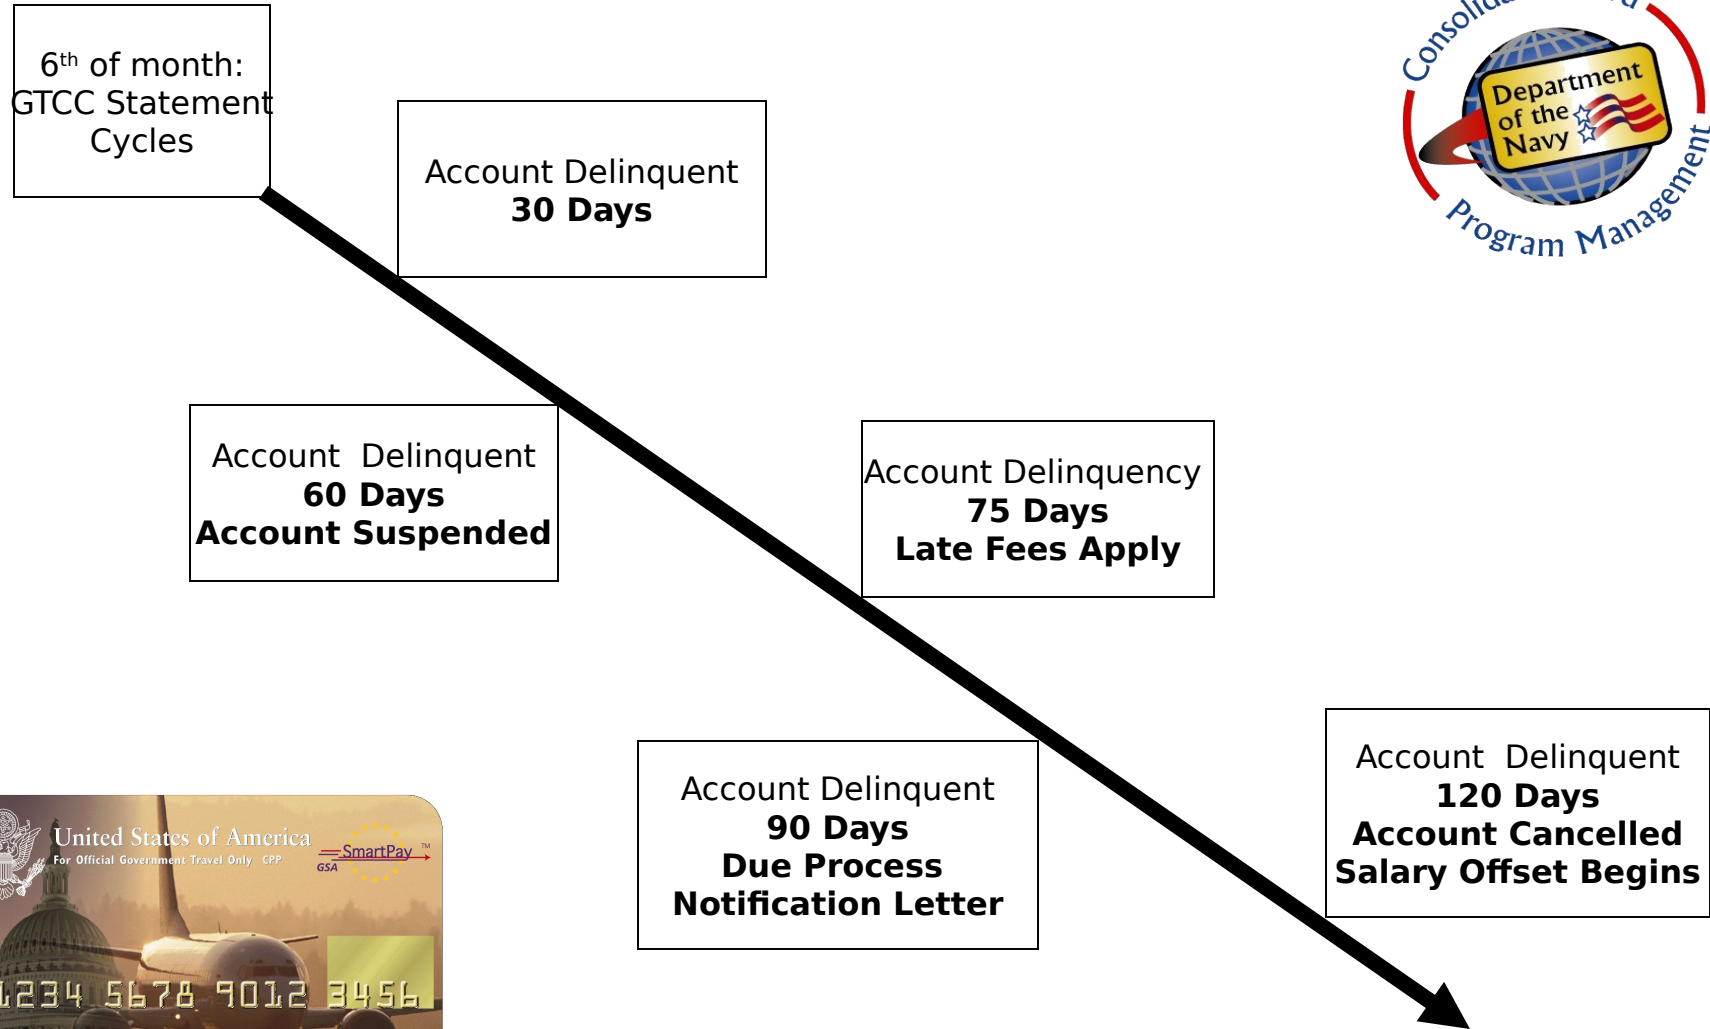 6th of month:
GTCC Statement
Cycles
Account Delinquent
30 Days
Department
of the
Navy
Program Management
Account  Delinquent
60 Days
Account Suspended
Account Delinquency
75 Days
Late Fees Apply
Account Delinquent
90 Days
Due Process
Notification Letter
Account  Delinquent
120 Days
Account Cancelled
Salary Offset Begins
United States of America
For Official Government Travel Only CPP
SmartPay TM
GSA
1234 5678 9012 3456